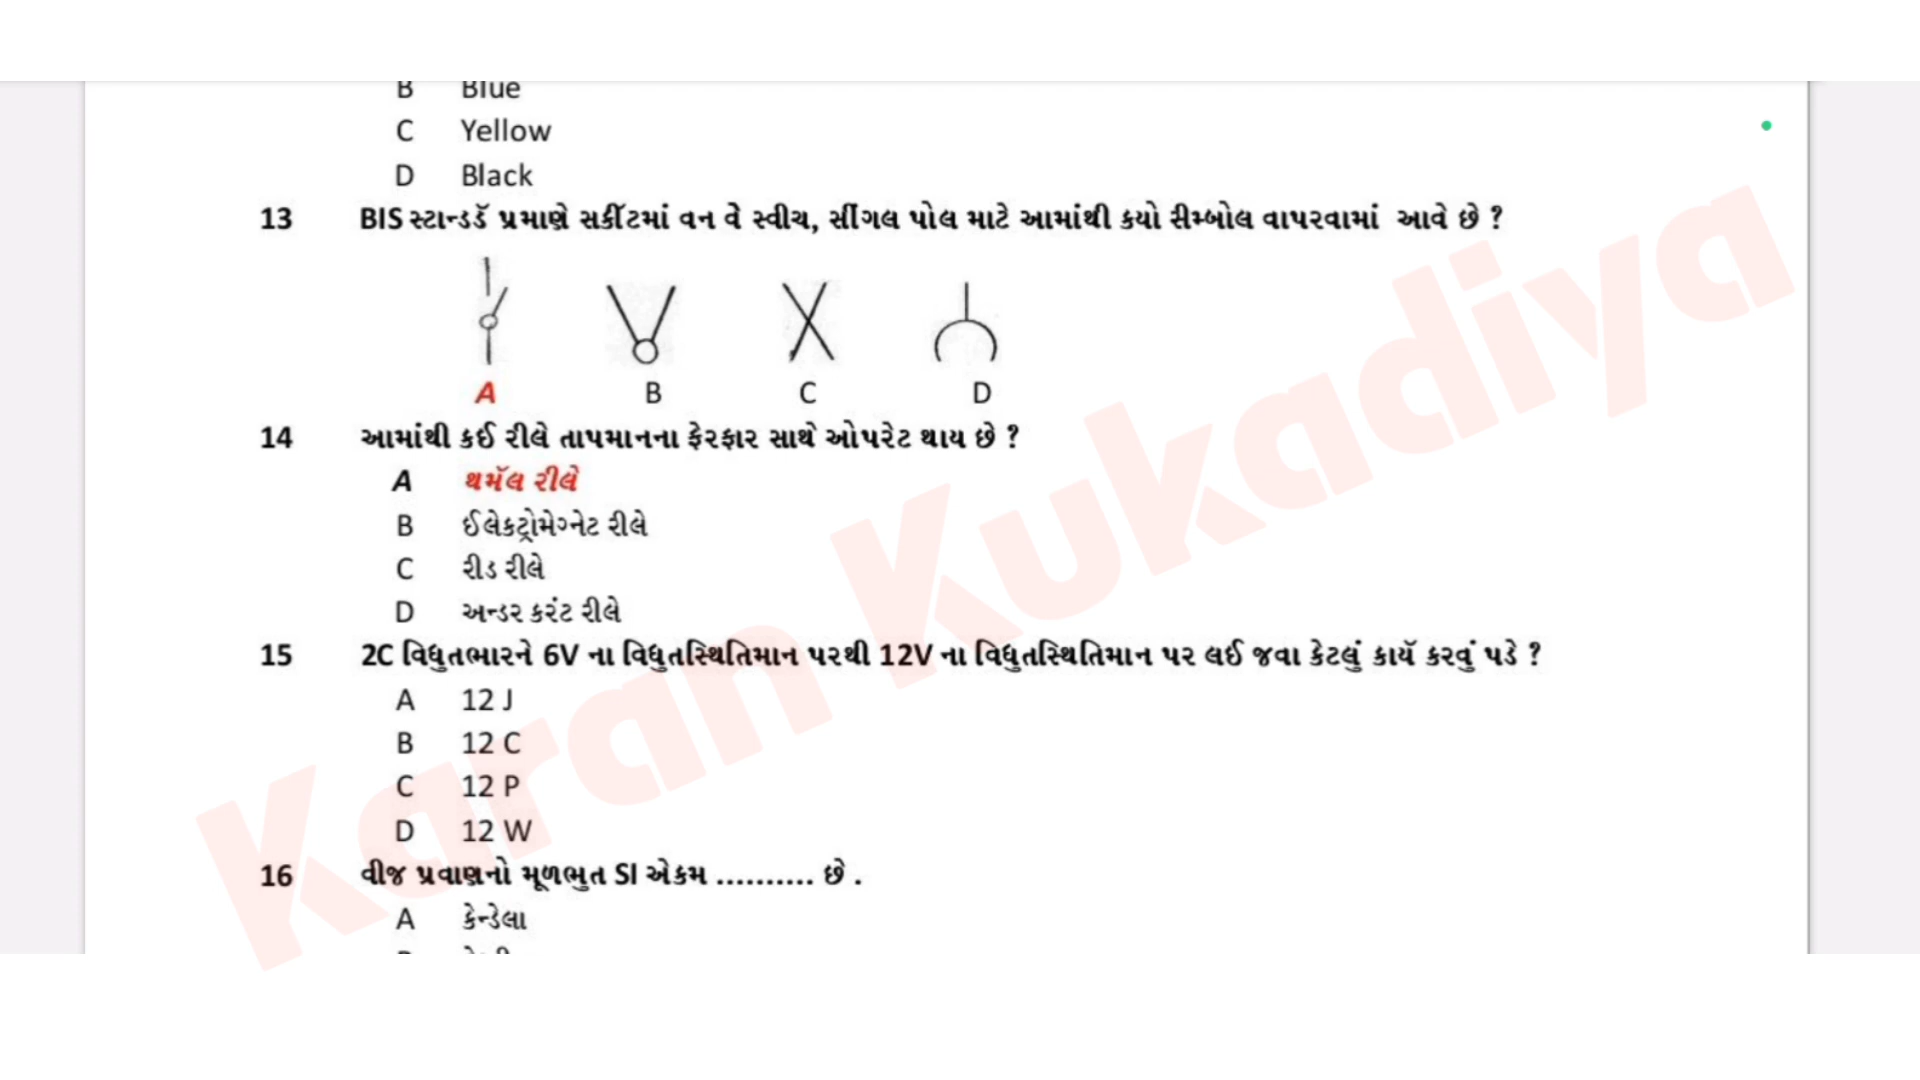 B Blue
C Yellow
D Black
13 BIS સ્ટાન્ડર્ડ પ્રમાણે સર્કીટમાં વન વે સ્વીચ, સીંગલ પોલ માટે આમાંથી કયો સીમ્બોલ વાપરવામાં આવે છે ?
A B C D
14 આમાંથી કઈ રીલે તાપમાનના ફેરફાર સાથે ઓપરેટ થાય છે ?
A થર્મલ રીલે
B ઈલેકટ્રોમેગ્નેટ રીલે
C રીડ રીલે
D અન્ડર કરંટ રીલે
15 2C વિધુતભારને 6V ના વિધુતસ્થિતિમાન પરથી 12V ના વિધુતસ્થિતિમાન પર લઈ જવા કેટલું કાર્ય કરવું પડે ?
A 12 J
B 12 C
C 12 P
D 12 W
16 વીજ પ્રવાણનો મૂળભુત SI એકમ .......... છે .
A કેન્ડેલા
Karan Kukadiya